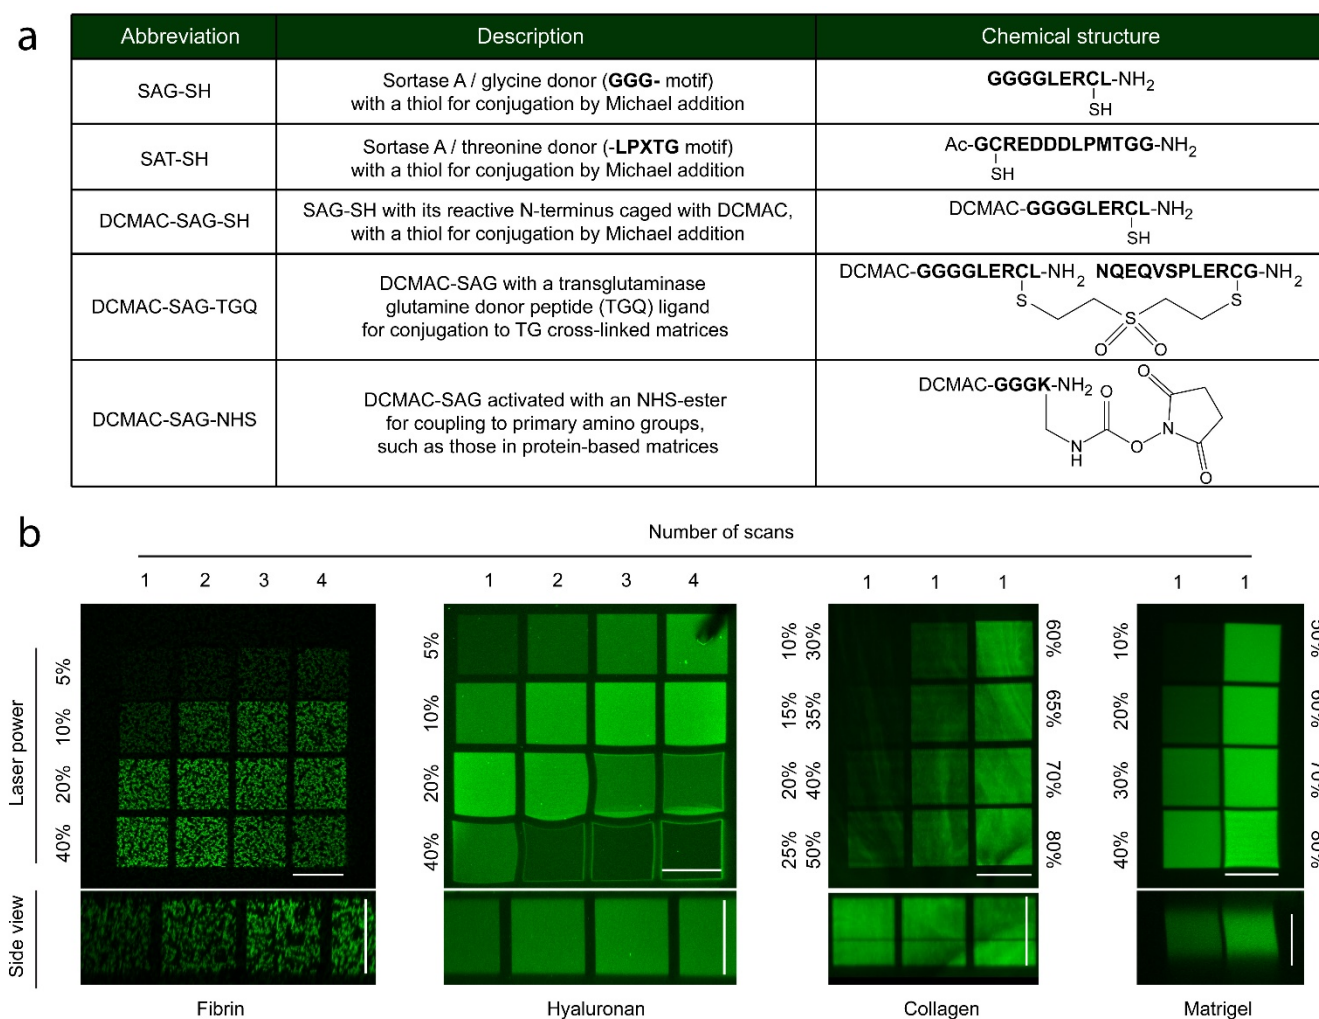 a
Abbreviation Description Chemical structure
SAG-SH
Sortase A / glycine donor (GGG- motif)
with a thiol for conjugation by Michael addition
GGGGLERCL-NH2
SH
SAT-SH
Sortase A / threonine donor (-LPXTG motif)
with a thiol for conjugation by Michael addition
Ac-GCREDDDLPMTGG-NH2
SH
DCMAC-SAG-SH
SAG-SH with its reactive N-terminus caged with DCMAC,
with a thiol for conjugation by Michael addition
DCMAC-GGGGLERCL-NH2
SH
DCMAC-SAG-TGQ
DCMAC-SAG with a transglutaminase
glutamine donor peptide (TGQ) ligand
for conjugation to TG cross-linked matrices
DCMAC-GGGGLERCL-NH2 NQEQVSPLERCG-NH2
S S
S
O O
DCMAC-SAG-NHS
DCMAC-SAG activated with an NHS-ester
for coupling to primary amino groups,
such as those in protein-based matrices
DCMAC-GGGK-NH2
O
O
N
H
O
N
O
b
Number of scans
1 2 3 4 1 2 3 4 1 1 1 1 1
Laser power
5%
10%
20%
40%
5%
10%
20%
40%
10% 30% 60%
15% 35% 65%
20% 40% 70%
25% 50% 80%
10%
20% 60%
30% 70%
40% 80%
Side view
Fibrin Hyaluronan Collagen Matrigel